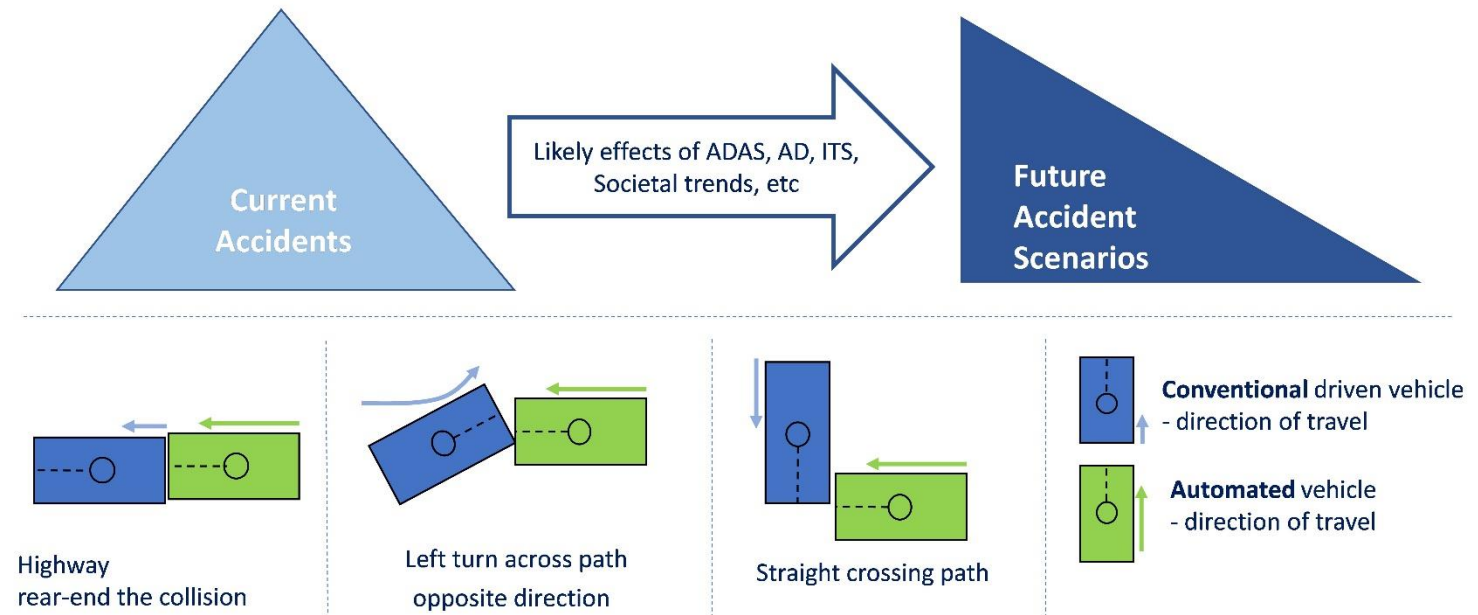 Current
Accidents
Likely effects of ADAS, AD, ITS,
Societal trends, etc
Future
Accident
Scenarios
Highway
rear-end the collision
Left turn across path
opposite direction
Straight crossing path
Conventional driven vehicle
- direction of travel
Automated vehicle
- direction of travel